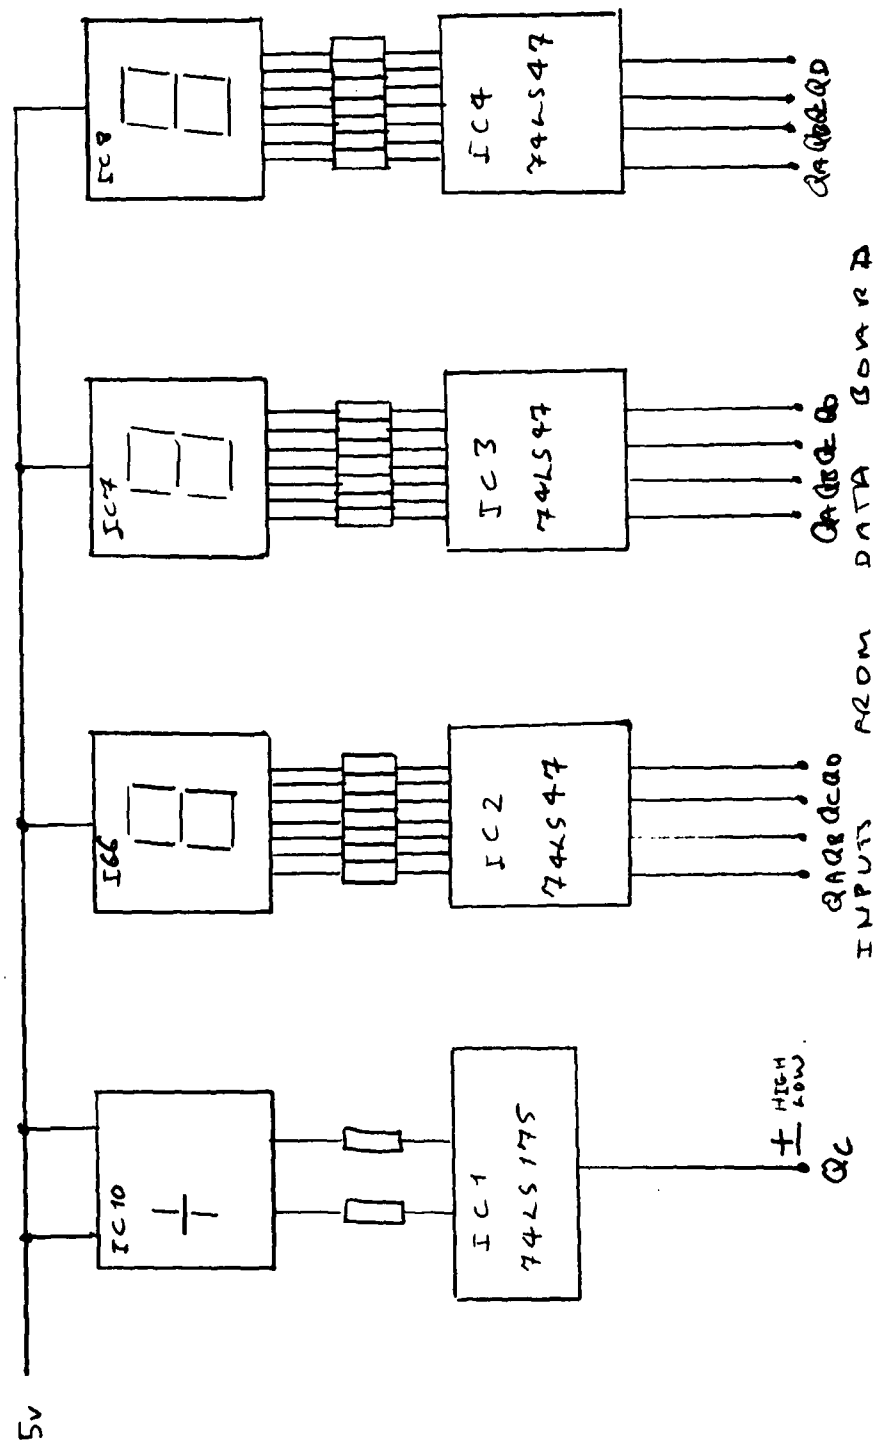 5v
IC10
IC6
IC7
IC8
IC1
74LS175
IC2
74LS47
IC3
74LS47
IC4
74LS47
+ HIGH
- LOW
QC
QA QB QC QD
QA QB QC QD
QA QB QC QD
INPUTS FROM DATA BOARD